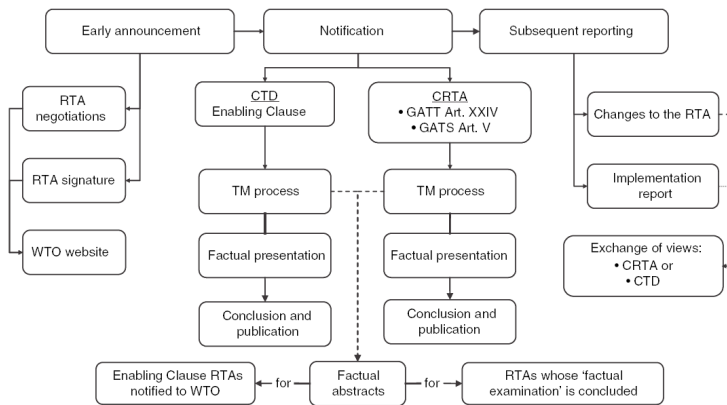 Early announcement
Notification
Subsequent reporting
RTA
negotiations
RTA signature
WTO website
CTD
Enabling Clause
CRTA
• GATT Art. XXIV
• GATS Art. V
Changes to the RTA
Implementation
report
TM process
TM process
Factual presentation
Factual presentation
Exchange of views:
• CRTA or
• CTD
Conclusion and
publication
Conclusion and
publication
Enabling Clause RTAs
notified to WTO
for
Factual
abstracts
for
RTAs whose ‘factual
examination’ is concluded